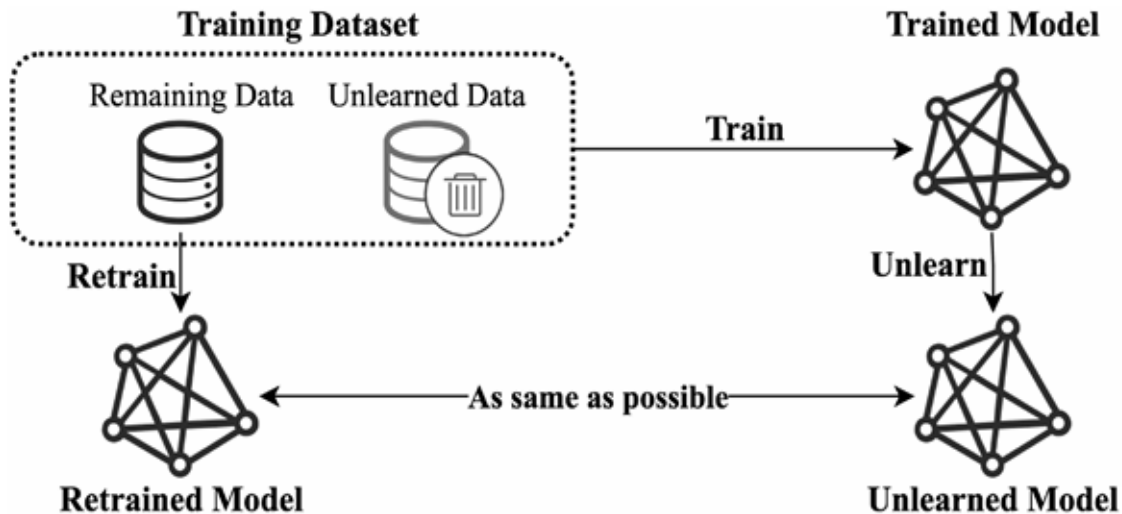 Training Dataset
Trained Model
Remaining Data
Unlearned Data
Train
Retrain
Unlearn
As same as possible
Retrained Model
Unlearned Model